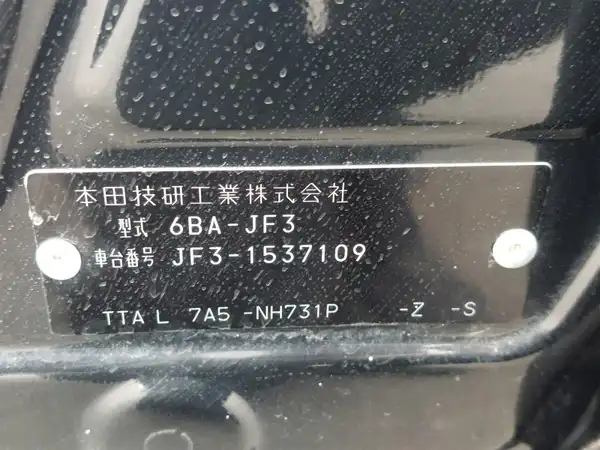 本田技研工業株式会社
型式 6BA-JF3
車台番号 JF3-1537109
TTA L 7A5 -NH731P -Z -S